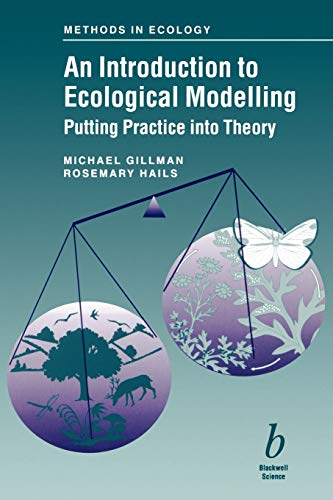 METHODS IN ECOLOGY
An Introduction to
Ecological Modelling
Putting Practice into Theory
MICHAEL GILLMAN
ROSEMARY HAILS
b
Blackwell
Science